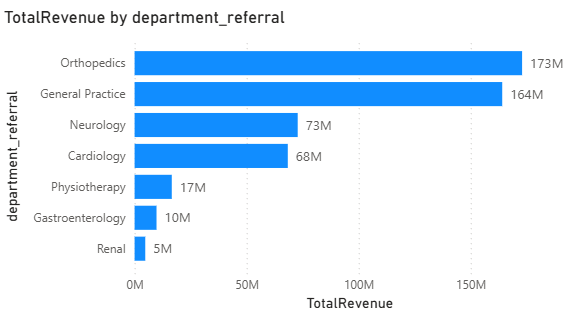 TotalRevenue by department_referral
department_referral
Orthopedics 173M
General Practice 164M
Neurology 73M
Cardiology 68M
Physiotherapy 17M
Gastroenterology 10M
Renal 5M
0M 50M 100M 150M
TotalRevenue